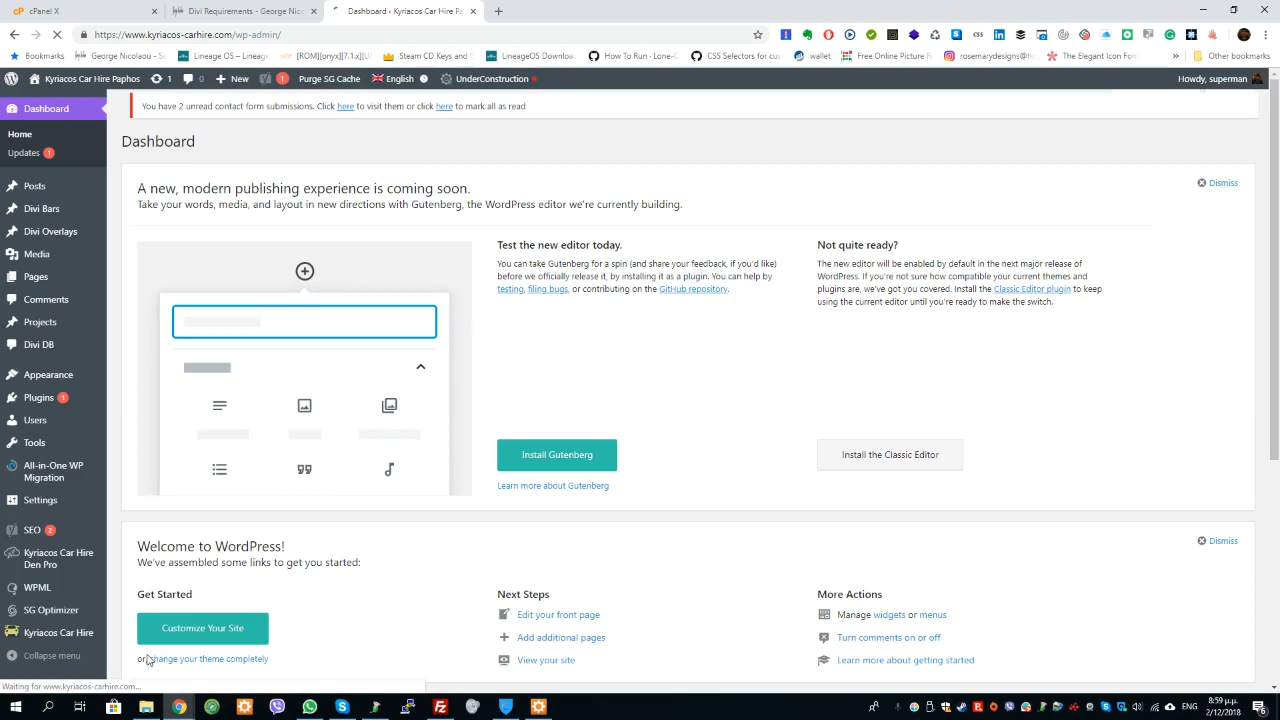 cPanel X
Divi Requirements - George Nicol
Dashboard ‹ Kyriacos Car Hire Pa
https://www.kyriacos-carhire.com/wp-admin/
Bookmarks
George Nicolaou - S
Lineage OS – Lineag
[ROM][onyx][7.1.x][U
Steam CD Keys and C
LineageOS Downloa
How To Run - Lone-
CSS Selectors for cu
wallet
Free Online Picture R
rosemarydesigns@ho
The Elegant Icon Fon
Other bookmarks
Kyriacos Car Hire Paphos
1
0
New
1
Purge SG Cache
English
UnderConstruction
Howdy, superman
You have 2 unread contact form submissions. Click here to visit them or click here to mark all as read
Dashboard
Home
Updates 1
Posts
Divi Bars
Divi Overlays
Media
Pages
Comments
Projects
Divi DB
Appearance
Plugins 1
Users
Tools
All-in-One WP
Migration
Settings
SEO 2
Kyriacos Car Hire
Den Pro
WPML
SG Optimizer
Kyriacos Car Hire
Collapse menu
Dashboard
A new, modern publishing experience is coming soon.
Dismiss
Take your words, media, and layout in new directions with Gutenberg, the WordPress editor we're currently building.
Test the new editor today.
You can take Gutenberg for a spin (and share your feedback, if you'd like)
before we officially release it, by installing it as a plugin. You can help by
testing, filing bugs, or contributing on the GitHub repository.
Install Gutenberg
Learn more about Gutenberg
Not quite ready?
The new editor will be enabled by default in the next major release of
WordPress. If you're not sure how compatible your current themes and
plugins are, we've got you covered. Install the Classic Editor plugin to keep
using the current editor until you're ready to make the switch.
Install the Classic Editor
Welcome to WordPress!
Dismiss
We've assembled some links to get you started:
Get Started
Customize Your Site
or change your theme completely
Next Steps
Edit your front page
Add additional pages
View your site
More Actions
Manage widgets or menus
Turn comments on or off
Learn more about getting started
Waiting for www.kyriacos-carhire.com...
ENG
8:59 μ.μ.
2/12/2018
6